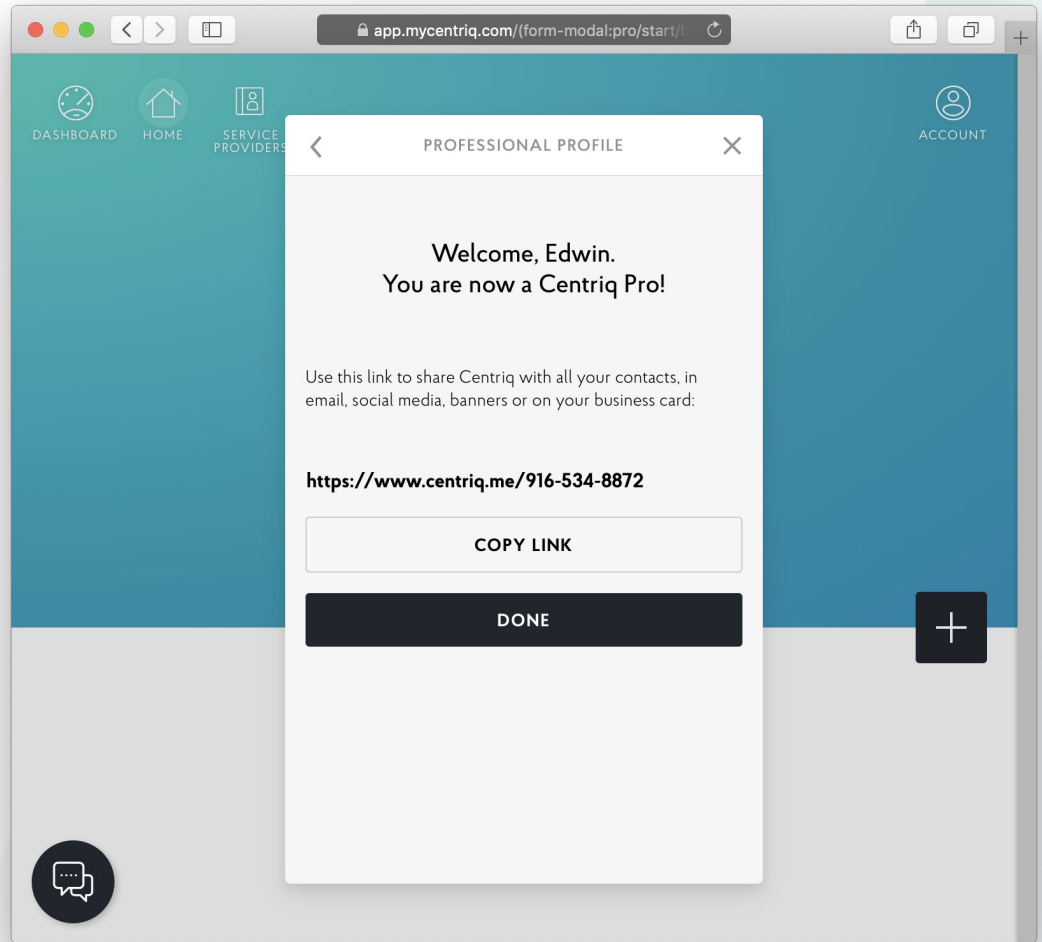 app.mycentriq.com/(form-modal:pro/start/b
DASHBOARD
HOME
SERVICE
PROVIDERS
ACCOUNT
PROFESSIONAL PROFILE
Welcome, Edwin.
You are now a Centriq Pro!
Use this link to share Centriq with all your contacts, in
email, social media, banners or on your business card:
https://www.centriq.me/916-534-8872
COPY LINK
DONE